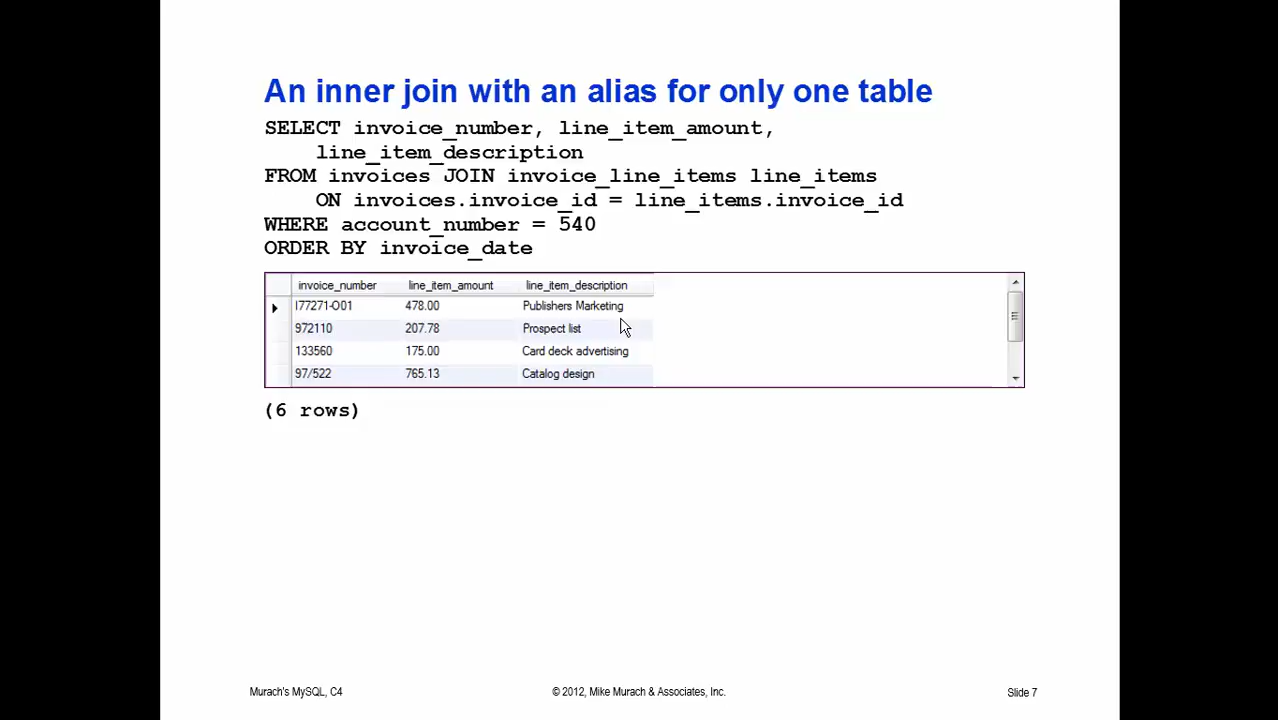 An inner join with an alias for only one table
SELECT invoice_number, line_item_amount,
line_item_description
FROM invoices JOIN invoice_line_items line_items
ON invoices.invoice_id = line_items.invoice_id
WHERE account_number = 540
ORDER BY invoice_date
invoice_number line_item_amount line_item_description
I77271-O01 478.00 Publishers Marketing
972110 207.78 Prospect list
133560 175.00 Card deck advertising
97/522 765.13 Catalog design
(6 rows)
Murach's MySQL, C4 © 2012, Mike Murach & Associates, Inc. Slide 7